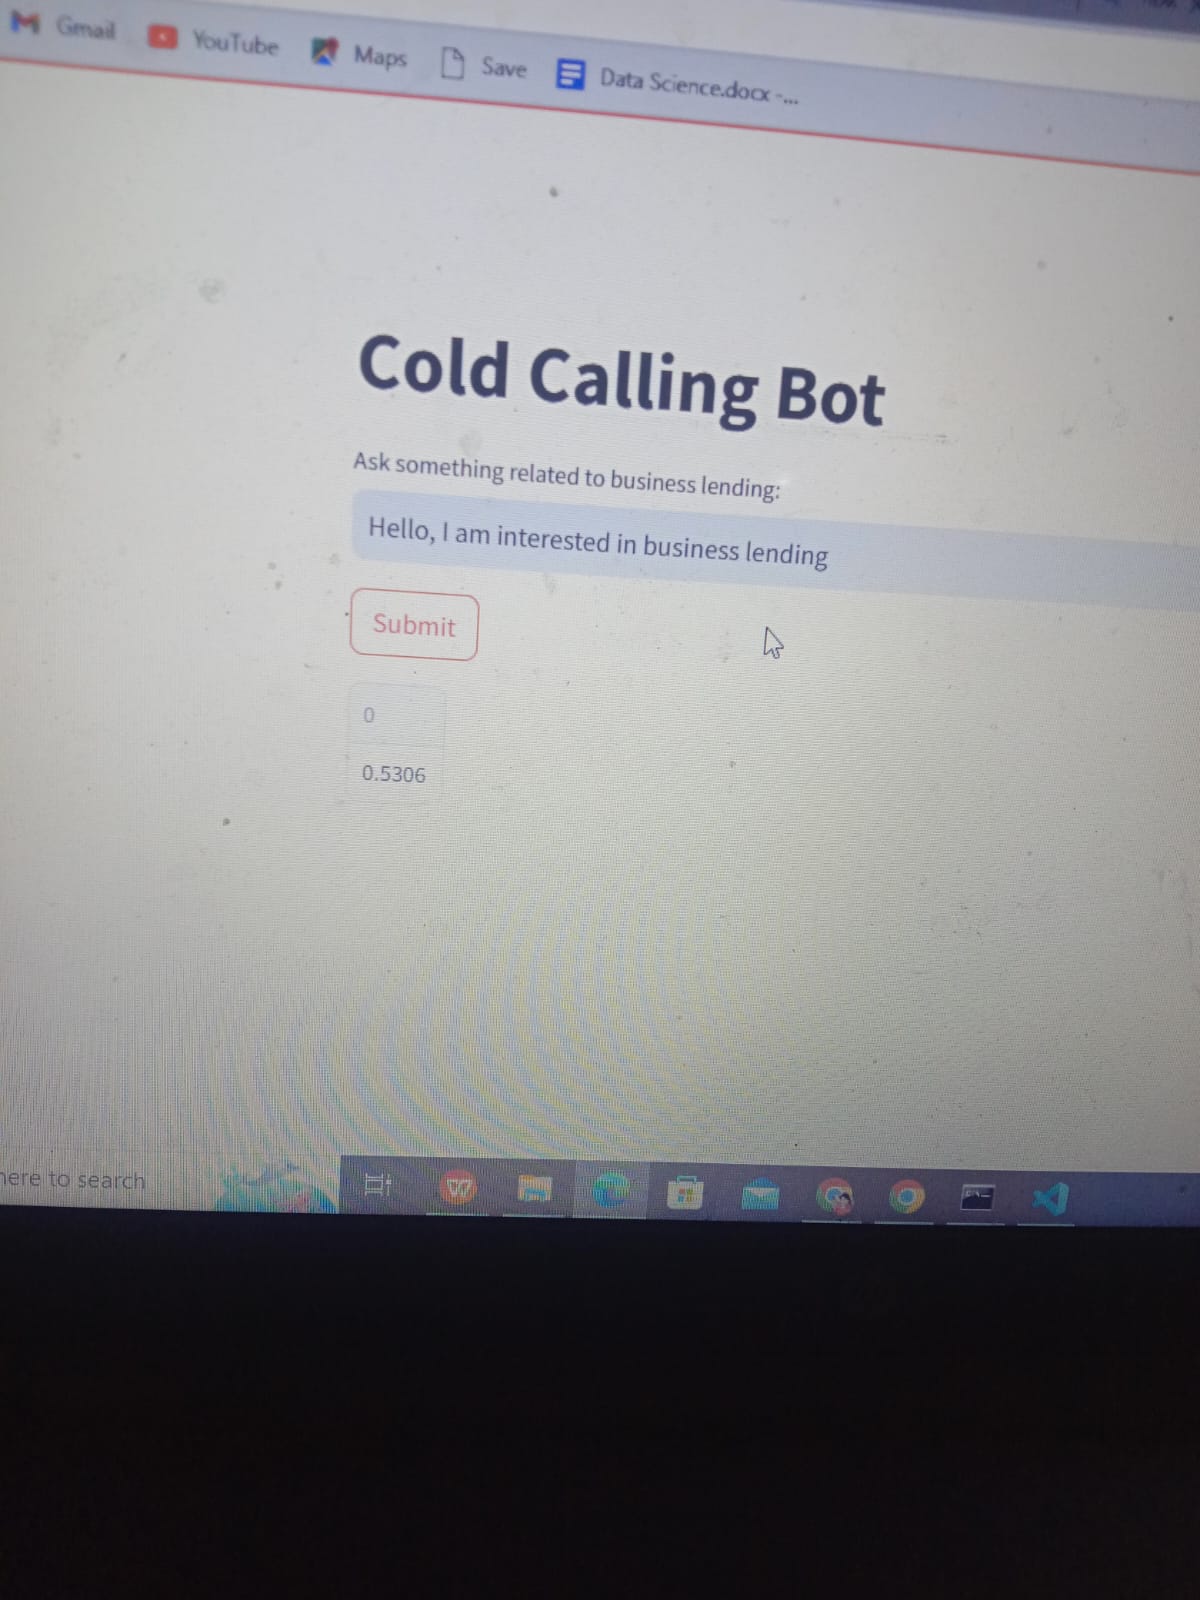 Gmail YouTube Maps Save Data Science.docx -...
Cold Calling Bot
Ask something related to business lending:
Hello, I am interested in business lending
Submit
0
0.5306
here to search